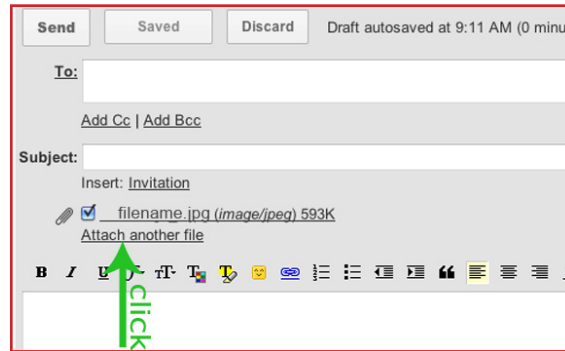 Send Saved Discard Draft autosaved at 9:11 AM (0 minu
To:
Add Cc | Add Bcc
Subject:
Insert: Invitation
filename.jpg (image/jpeg) 593K
Attach another file
B I U T T T
click